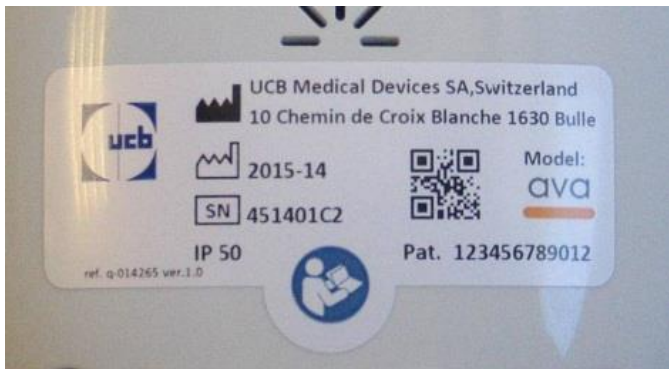 UCB Medical Devices SA,Switzerland
10 Chemin de Croix Blanche 1630 Bulle
ucb
2015-14
Model:
ava
SN 451401C2
IP 50
Pat. 123456789012
ref. q-014265 ver.1.0